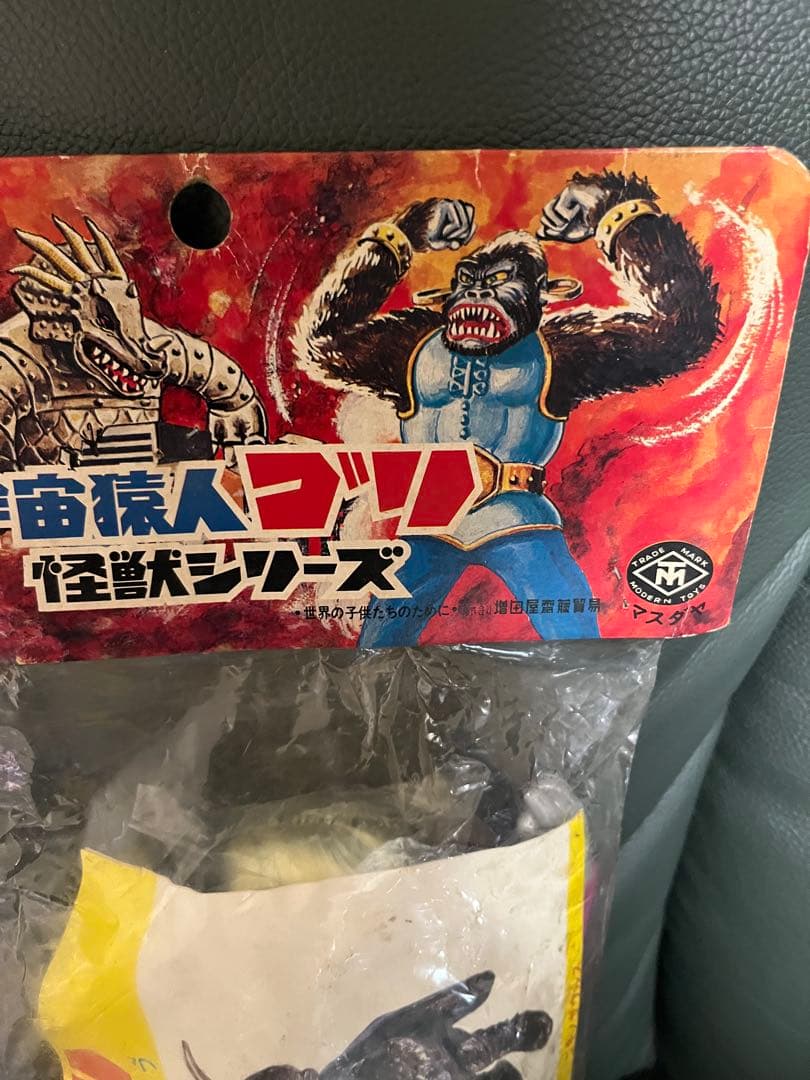 宙猿人ゴリ
怪獣シリーズ
・世界の子供たちのために・
増田屋齋藤貿易
TRADE MARK
TM
MODERN TOYS
マスダヤ